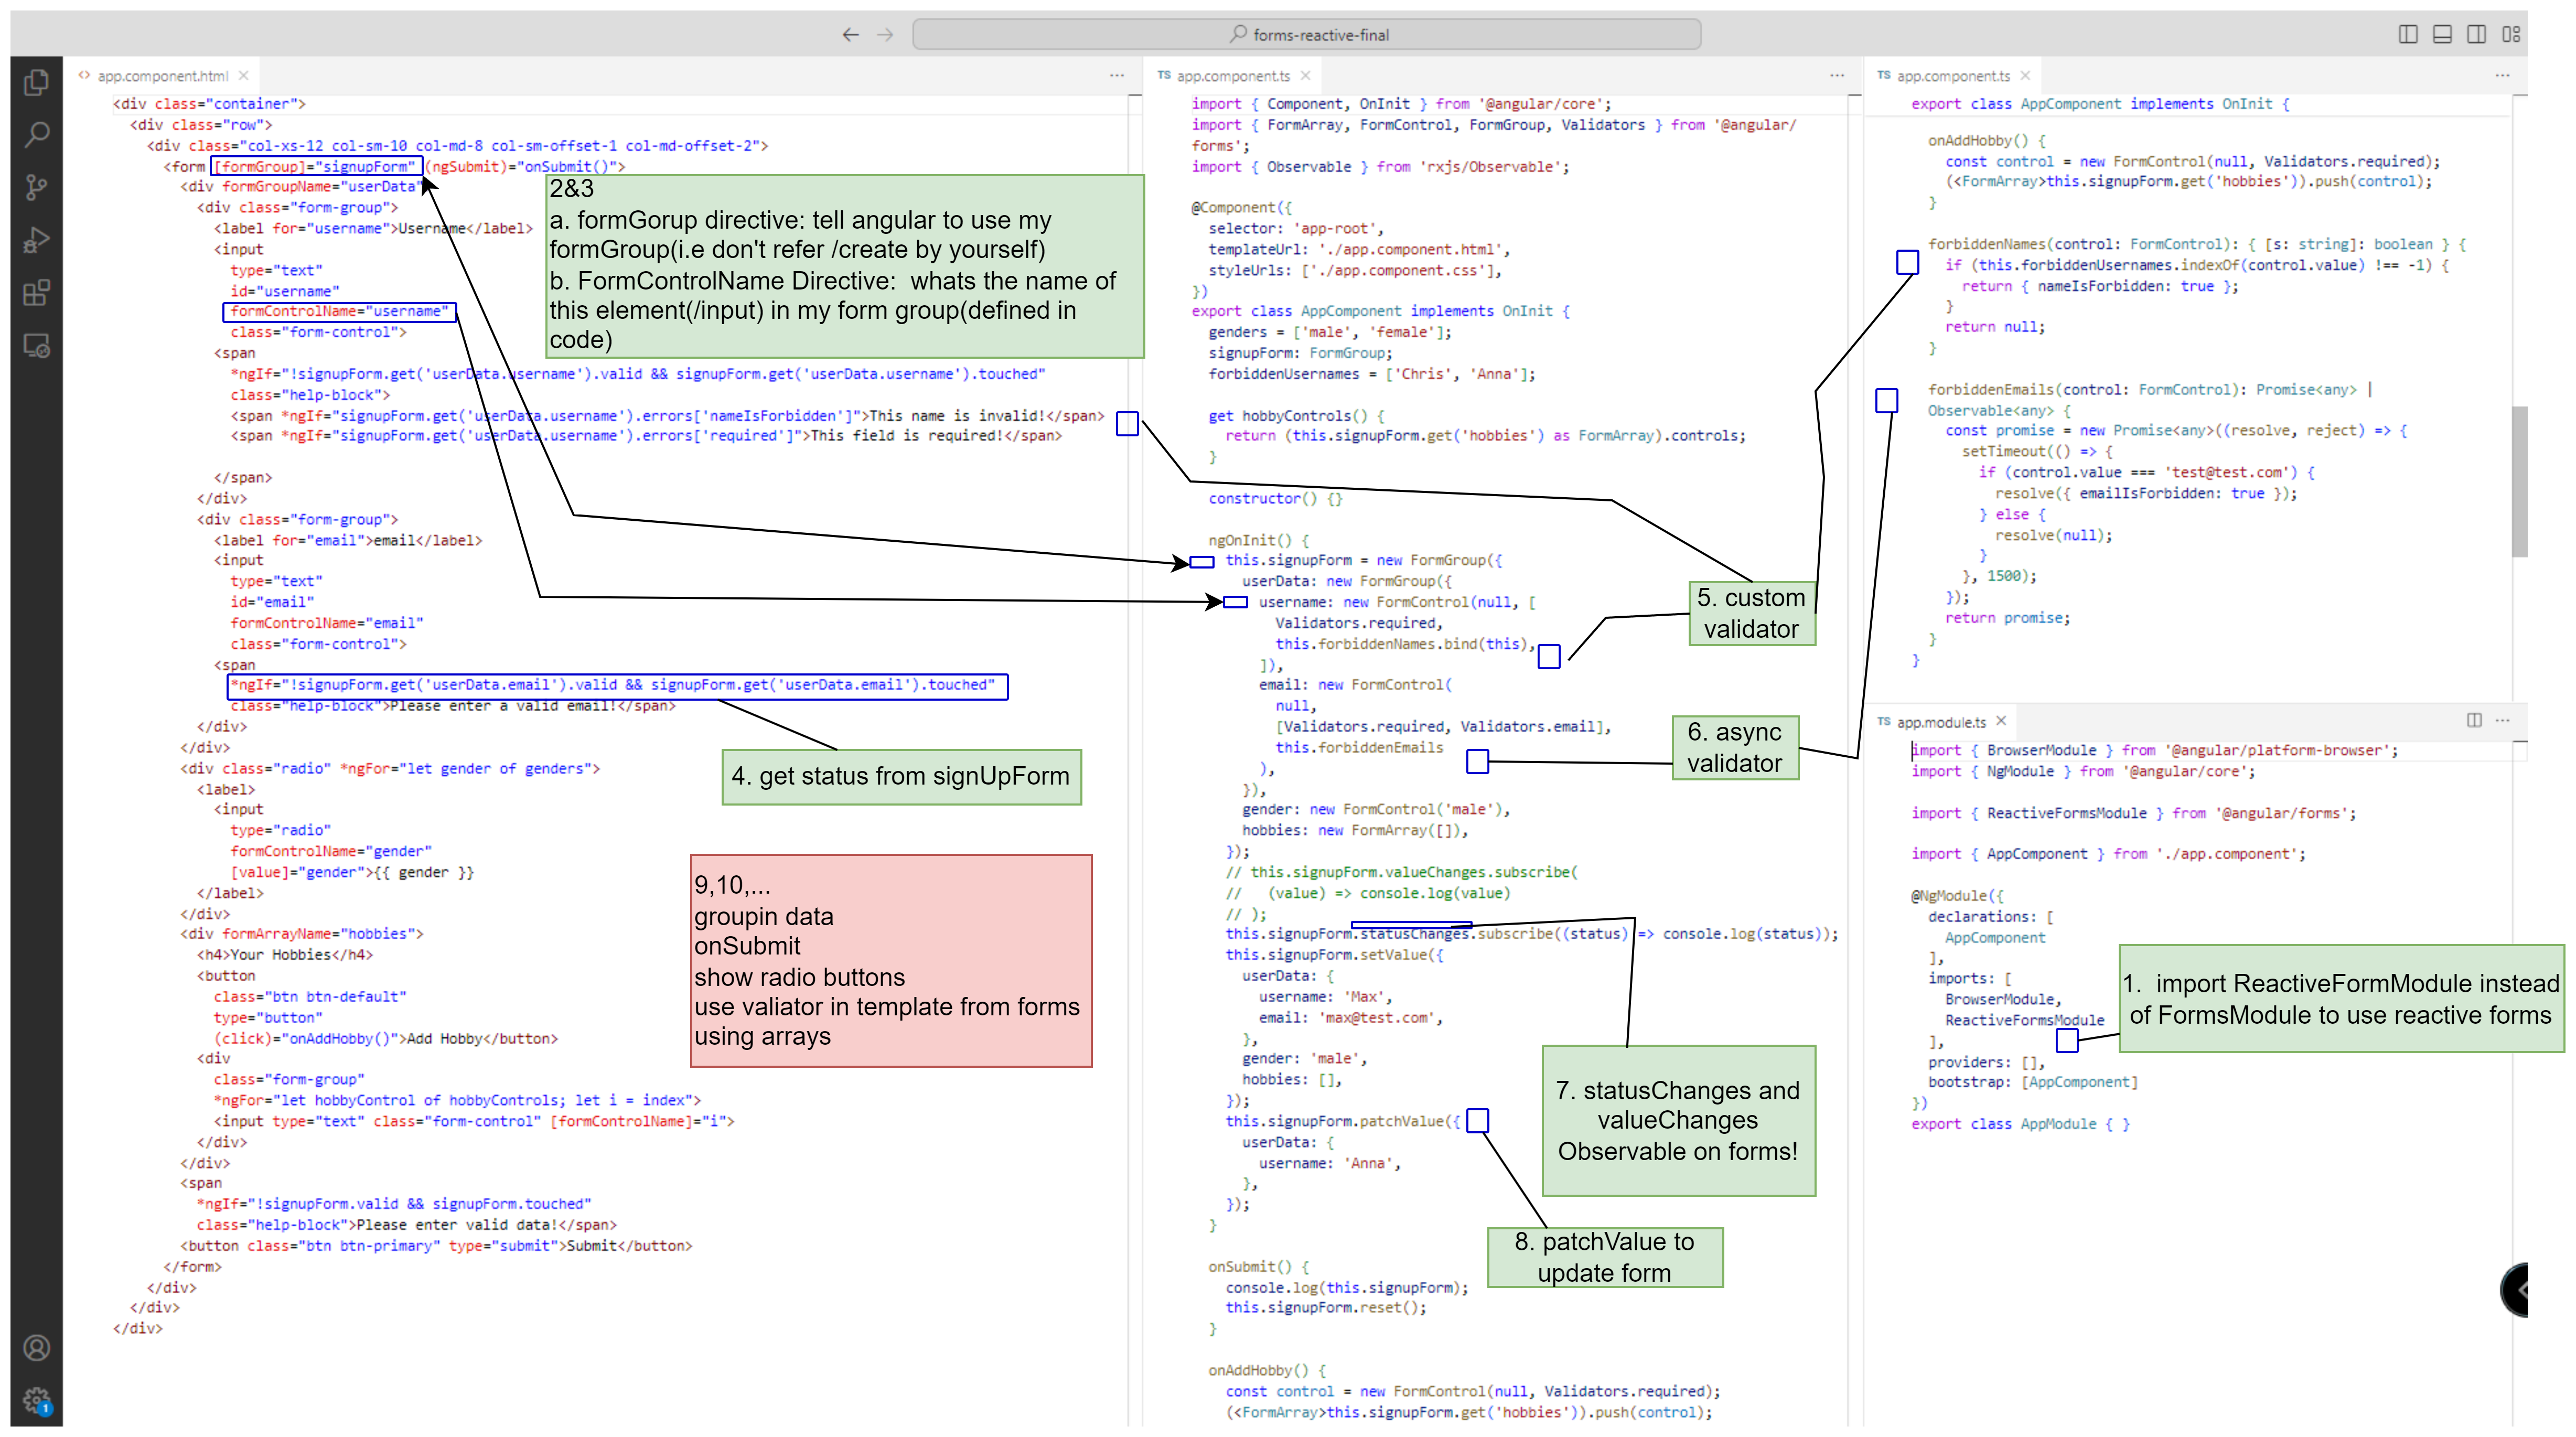 forms-reactive-final
app.component.html
<div class="container">
<div class="row">
<div class="col-xs-12 col-sm-10 col-md-8 col-sm-offset-1 col-md-offset-2">
<form [formGroup]="signupForm" (ngSubmit)="onSubmit()">
<div formGroupName="userData"
<div class="form-group">
<label for="username">Username</label>
<input
type="text"
id="username"
formControlName="username"
class="form-control">
<span
*ngIf="!signupForm.get('userData.username').valid && signupForm.get('userData.username').touched"
class="help-block">
<span *ngIf="signupForm.get('userData.username').errors['nameIsForbidden']">This name is invalid!</span>
<span *ngIf="signupForm.get('userData.username').errors['required']">This field is required!</span>
</span>
</div>
<div class="form-group">
<label for="email">email</label>
<input
type="text"
id="email"
formControlName="email"
class="form-control">
<span
*ngIf="!signupForm.get('userData.email').valid && signupForm.get('userData.email').touched"
class="help-block">Please enter a valid email!</span>
</div>
</div>
<div class="radio" *ngFor="let gender of genders">
<label>
<input
type="radio"
formControlName="gender"
[value]="gender">{{ gender }}
</label>
</div>
<div formArrayName="hobbies">
<h4>Your Hobbies</h4>
<button
class="btn btn-default"
type="button"
(click)="onAddHobby()">Add Hobby</button>
<div
class="form-group"
*ngFor="let hobbyControl of hobbyControls; let i = index">
<input type="text" class="form-control" [formControlName]="i">
</div>
</div>
<span
*ngIf="!signupForm.valid && signupForm.touched"
class="help-block">Please enter valid data!</span>
<button class="btn btn-primary" type="submit">Submit</button>
</form>
</div>
</div>
</div>
2&3
a. formGorup directive: tell angular to use my
formGroup(i.e don't refer /create by yourself)
b. FormControlName Directive:  whats the name of
this element(/input) in my form group(defined in
code)
4. get status from signUpForm
9,10,...
groupin data
onSubmit
show radio buttons
use valiator in template from forms
using arrays
TS app.component.ts
import { Component, OnInit } from '@angular/core';
import { FormArray, FormControl, FormGroup, Validators } from '@angular/
forms';
import { Observable } from 'rxjs/Observable';
@Component({
selector: 'app-root',
templateUrl: './app.component.html',
styleUrls: ['./app.component.css'],
})
export class AppComponent implements OnInit {
genders = ['male', 'female'];
signupForm: FormGroup;
forbiddenUsernames = ['Chris', 'Anna'];
get hobbyControls() {
return (this.signupForm.get('hobbies') as FormArray).controls;
}
constructor() {}
ngOnInit() {
this.signupForm = new FormGroup({
userData: new FormGroup({
username: new FormControl(null, [
Validators.required,
this.forbiddenNames.bind(this),
]),
email: new FormControl(
null,
[Validators.required, Validators.email],
this.forbiddenEmails
),
}),
gender: new FormControl('male'),
hobbies: new FormArray([]),
});
// this.signupForm.valueChanges.subscribe(
//   (value) => console.log(value)
// );
this.signupForm.statusChanges.subscribe((status) => console.log(status));
this.signupForm.setValue({
userData: {
username: 'Max',
email: 'max@test.com',
},
gender: 'male',
hobbies: [],
});
this.signupForm.patchValue({
userData: {
username: 'Anna',
},
});
}
onSubmit() {
console.log(this.signupForm);
this.signupForm.reset();
}
onAddHobby() {
const control = new FormControl(null, Validators.required);
(<FormArray>this.signupForm.get('hobbies')).push(control);
5. custom
validator
6. async
validator
7. statusChanges and
valueChanges
Observable on forms!
8. patchValue to
update form
TS app.component.ts
export class AppComponent implements OnInit {
onAddHobby() {
const control = new FormControl(null, Validators.required);
(<FormArray>this.signupForm.get('hobbies')).push(control);
}
forbiddenNames(control: FormControl): { [s: string]: boolean } {
if (this.forbiddenUsernames.indexOf(control.value) !== -1) {
return { nameIsForbidden: true };
}
return null;
}
forbiddenEmails(control: FormControl): Promise<any> |
Observable<any> {
const promise = new Promise<any>((resolve, reject) => {
setTimeout(() => {
if (control.value === 'test@test.com') {
resolve({ emailIsForbidden: true });
} else {
resolve(null);
}
}, 1500);
});
return promise;
}
}
TS app.module.ts
import { BrowserModule } from '@angular/platform-browser';
import { NgModule } from '@angular/core';
import { ReactiveFormsModule } from '@angular/forms';
import { AppComponent } from './app.component';
@NgModule({
declarations: [
AppComponent
],
imports: [
BrowserModule,
ReactiveFormsModule
],
providers: [],
bootstrap: [AppComponent]
})
export class AppModule { }
1.  import ReactiveFormModule instead
of FormsModule to use reactive forms
1